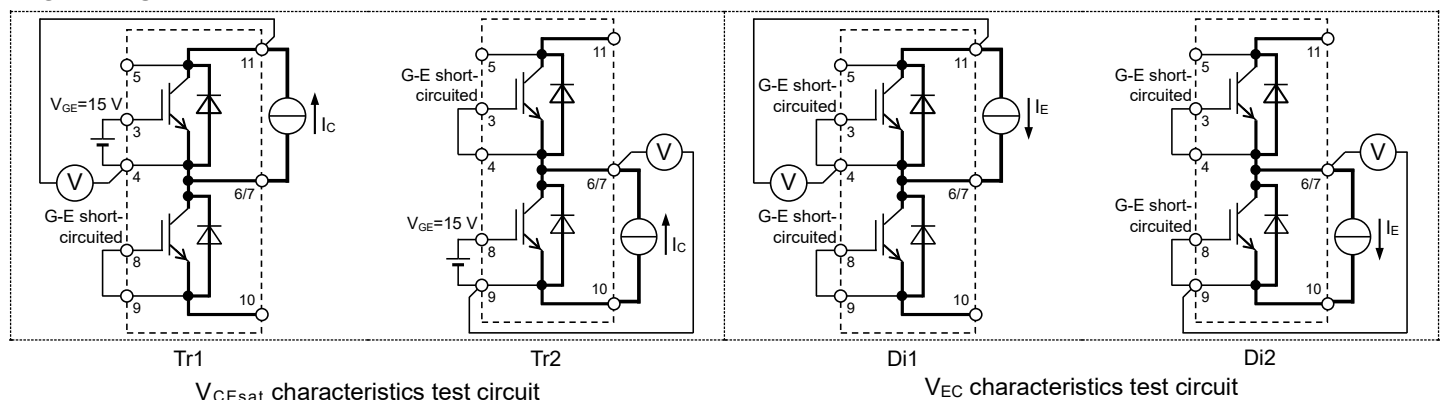 11
5
V_GE=15 V
3
I_C
V
4
6/7
G-E short-
circuited
8
10
9
Tr1
11
G-E short-
circuited
5
3
4
V
6/7
V_GE=15 V
8
I_C
9
10
Tr2
V_CEsat characteristics test circuit
11
5
G-E short-
circuited
3
I_E
V
4
6/7
G-E short-
circuited
8
10
9
Di1
11
5
G-E short-
circuited
3
V
4
6/7
G-E short-
circuited
8
I_E
10
9
Di2
V_EC characteristics test circuit